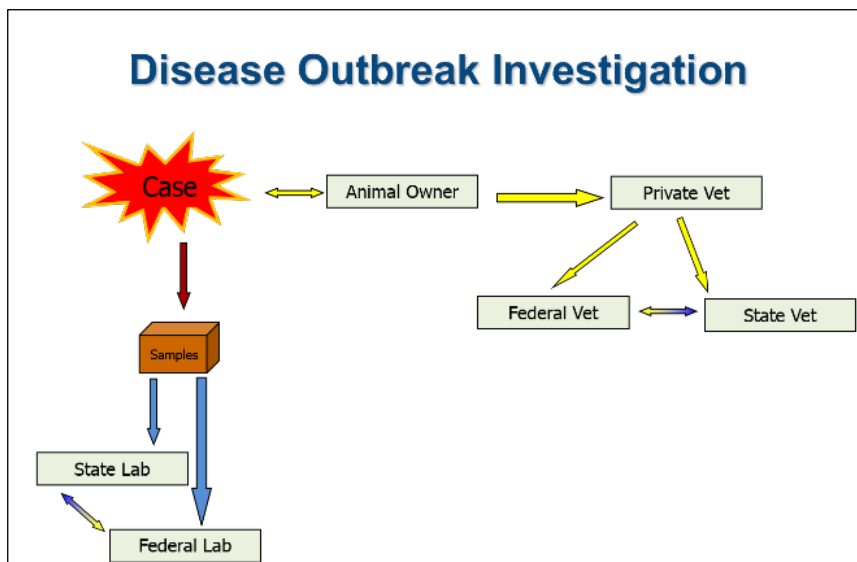 Disease Outbreak Investigation
Case
Animal Owner
Private Vet
Federal Vet
State Vet
Samples
State Lab
Federal Lab